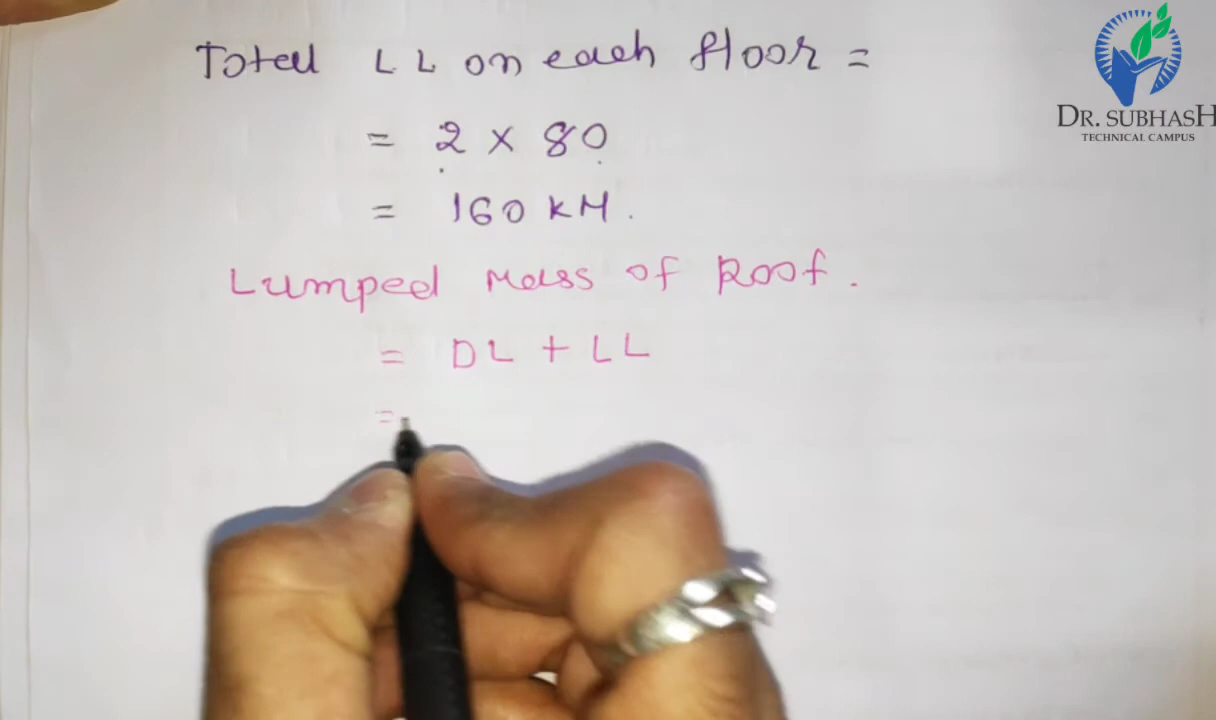 Total LL on each floor =
= 2 × 80
= 160 KN.
Lumped Mass of Roof.
= DL + LL
=
DR. SUBHASH
TECHNICAL CAMPUS